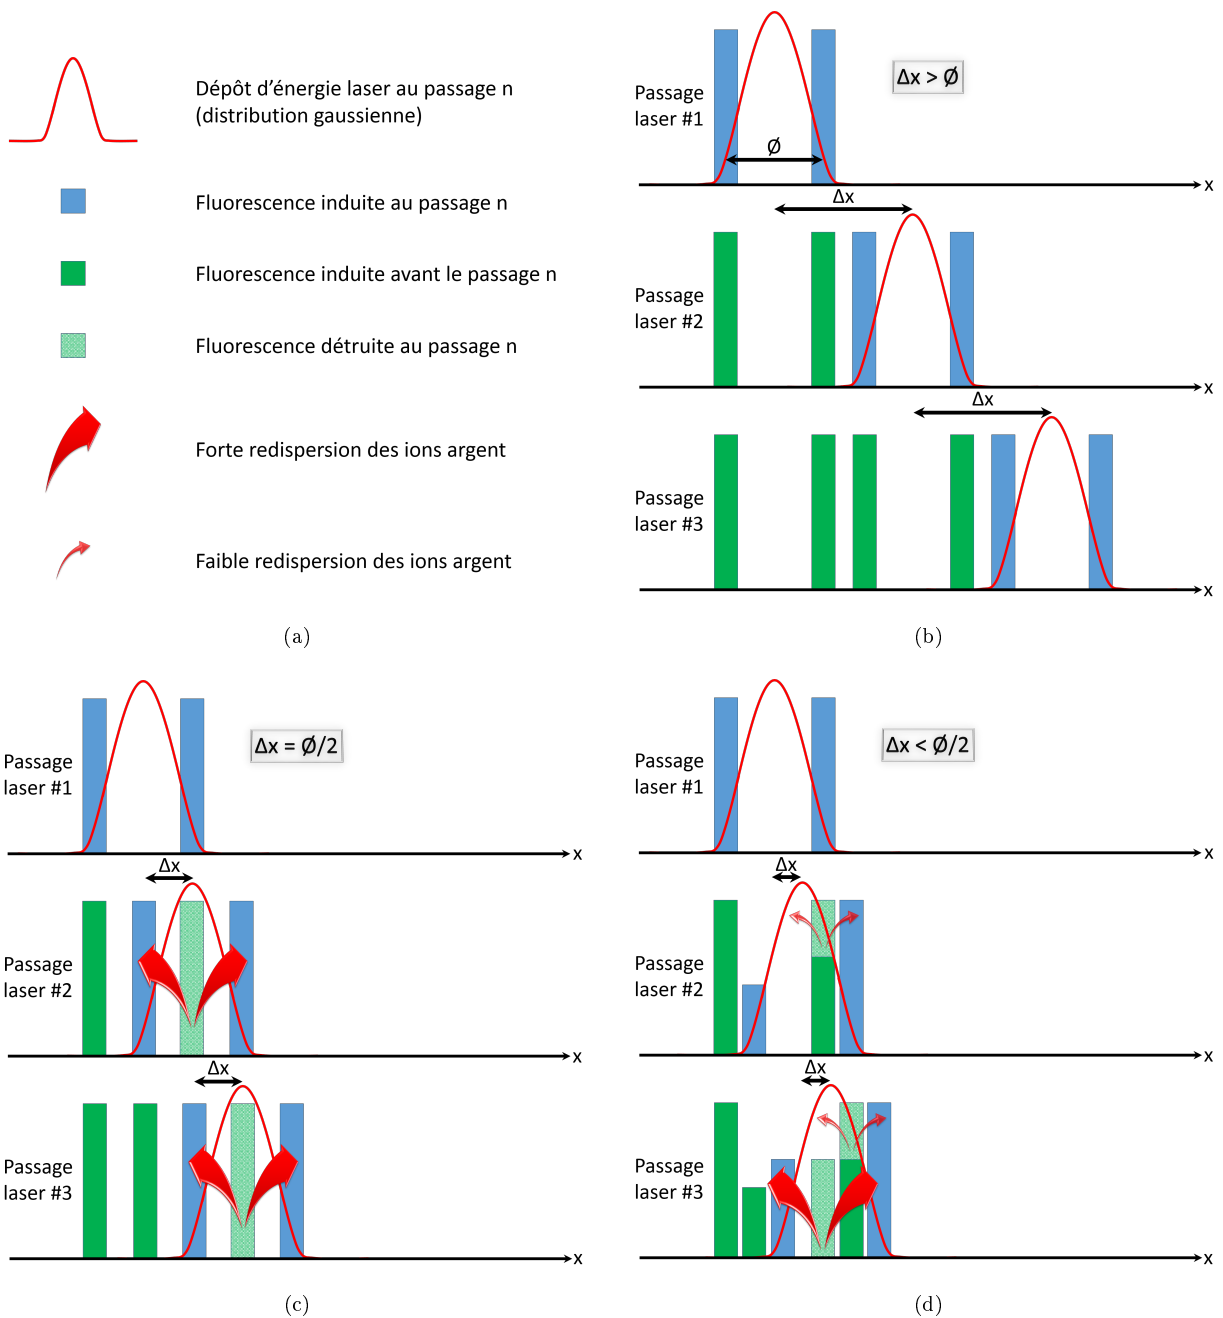 Dépôt d'énergie laser au passage n
(distribution gaussienne)
Fluorescence induite au passage n
Fluorescence induite avant le passage n
Fluorescence détruite au passage n
Forte redispersion des ions argent
Faible redispersion des ions argent
(a)
Δx > Ø
Passage
laser #1
Ø
x
Δx
Passage
laser #2
x
Δx
Passage
laser #3
x
(b)
Δx = Ø/2
Passage
laser #1
x
Δx
Passage
laser #2
x
Δx
Passage
laser #3
x
(c)
Δx < Ø/2
Passage
laser #1
x
Δx
Passage
laser #2
x
Δx
Passage
laser #3
x
(d)